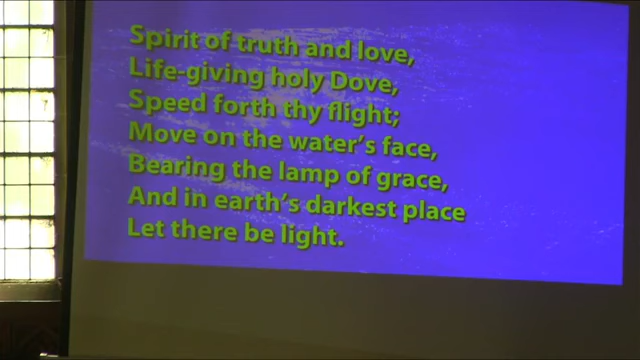 Spirit of truth and love,
Life-giving holy Dove,
Speed forth thy flight;
Move on the water's face,
Bearing the lamp of grace,
And in earth's darkest place
Let there be light.